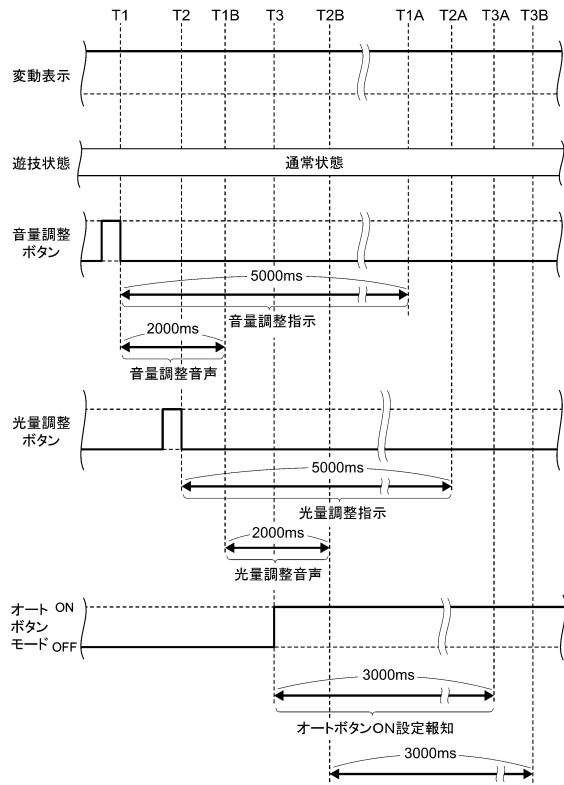 T1 T2 T1B T3 T2B T1A T2A T3A T3B
変動表示
遊技状態
通常状態
音量調整
ボタン
5000ms
音量調整指示
2000ms
音量調整音声
光量調整
ボタン
5000ms
光量調整指示
2000ms
光量調整音声
オート ON
ボタン
モード OFF
3000ms
オートボタンON設定報知
3000ms